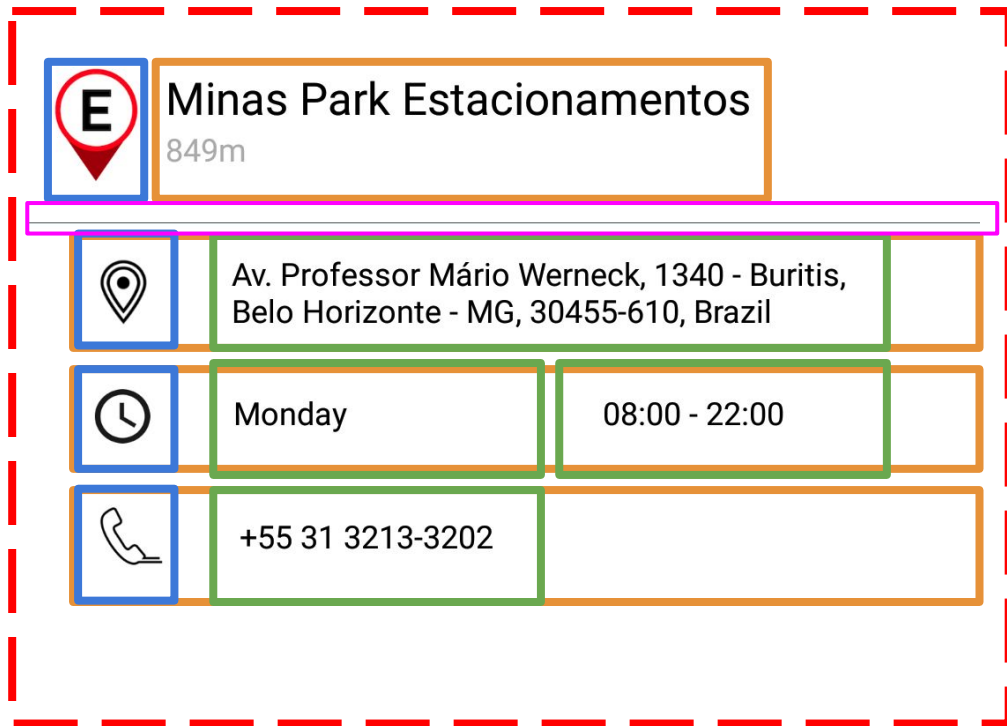 E
Minas Park Estacionamentos
849m
Av. Professor Mário Werneck, 1340 - Buritis,
Belo Horizonte - MG, 30455-610, Brazil
Monday 08:00 - 22:00
+55 31 3213-3202